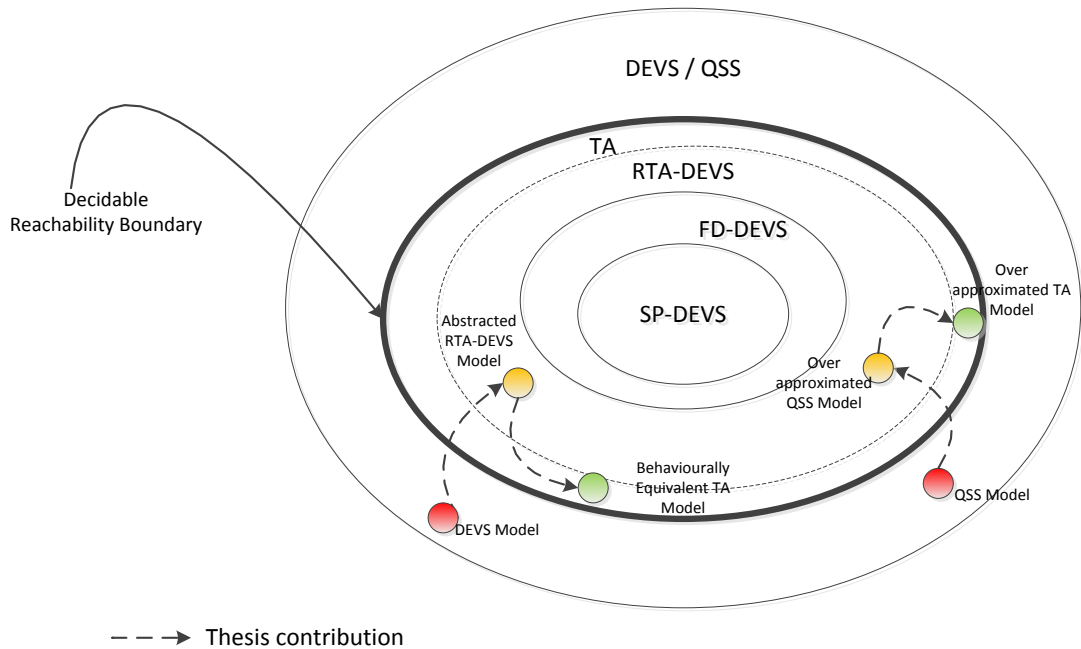 DEVS / QSS
TA
RTA-DEVS
Decidable
Reachability Boundary
FD-DEVS
SP-DEVS
Over
approximated TA
Model
Abstracted
RTA-DEVS
Model
Over
approximated
QSS Model
Behaviourally
Equivalent TA
Model
DEVS Model
QSS Model
Thesis contribution